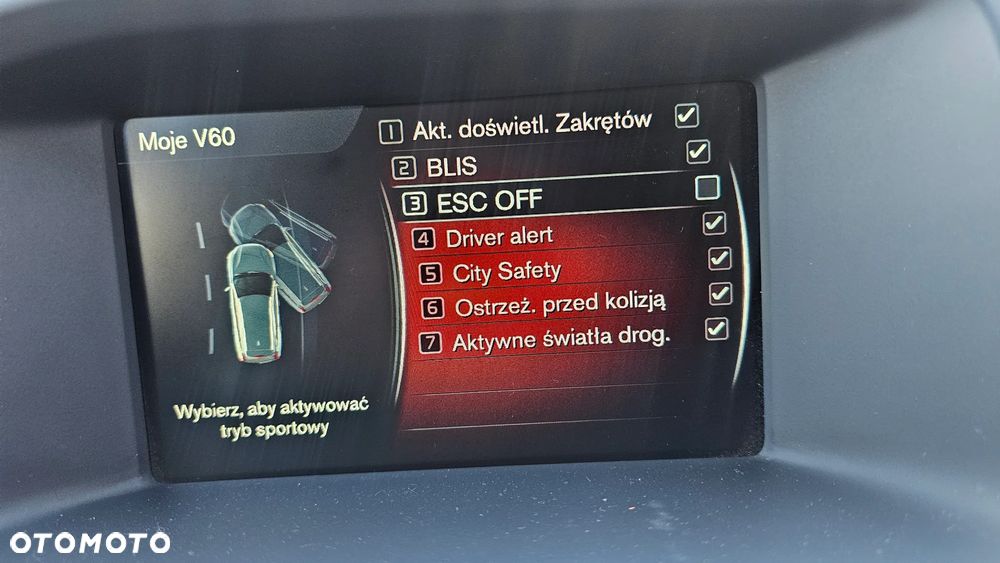 Moje V60
1 Akt. doświetl. Zakrętów
2 BLIS
3 ESC OFF
4 Driver alert
5 City Safety
6 Ostrzeż. przed kolizją
7 Aktywne światła drog.
Wybierz, aby aktywować
tryb sportowy
OTOMOTO